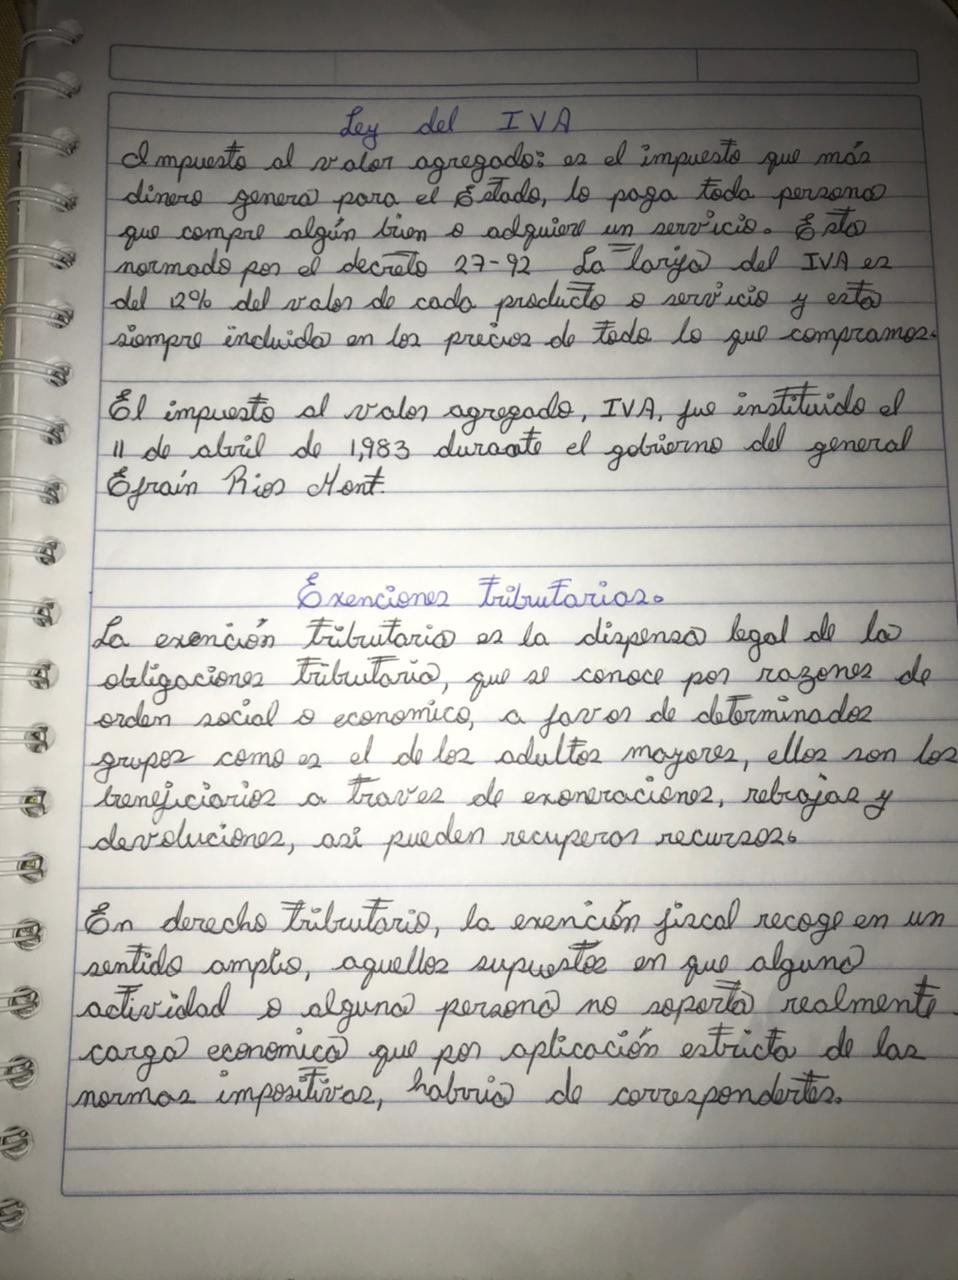 Ley del IVA
Impuesto al valor agregado: es el impuesto que más
dinero genera para el Estado, lo paga toda persona
que compre algún bien o adquiere un servicio. Esta
normado por el decreto 27-92 La tarifa del IVA es
del 12% del valor de cada producto o servicio y esta
siempre incluida en los precios de todo lo que compramos.
El impuesto al valor agregado, IVA, fue instituido el
11 de abril de 1,983 durante el gobierno del general
Efraín Rios Mont.
Exenciones tributarias.
La exención tributaria es la dispensa legal de la
obligaciones tributaria, que se conoce por razones de
orden social o economico, a favor de determinados
grupos como es el de los adultos mayores, ellos son los
beneficiarios a traves de exoneraciones, rebajas y
devoluciones, asi pueden recuperar recursos.
En derecho tributario, la exención fiscal recoge en un
sentido amplio, aquellos supuestos en que alguna
actividad o alguna persona no soporta realmente
carga economica que por aplicación estricta de las
normas impositivas, habria de correspondertes.